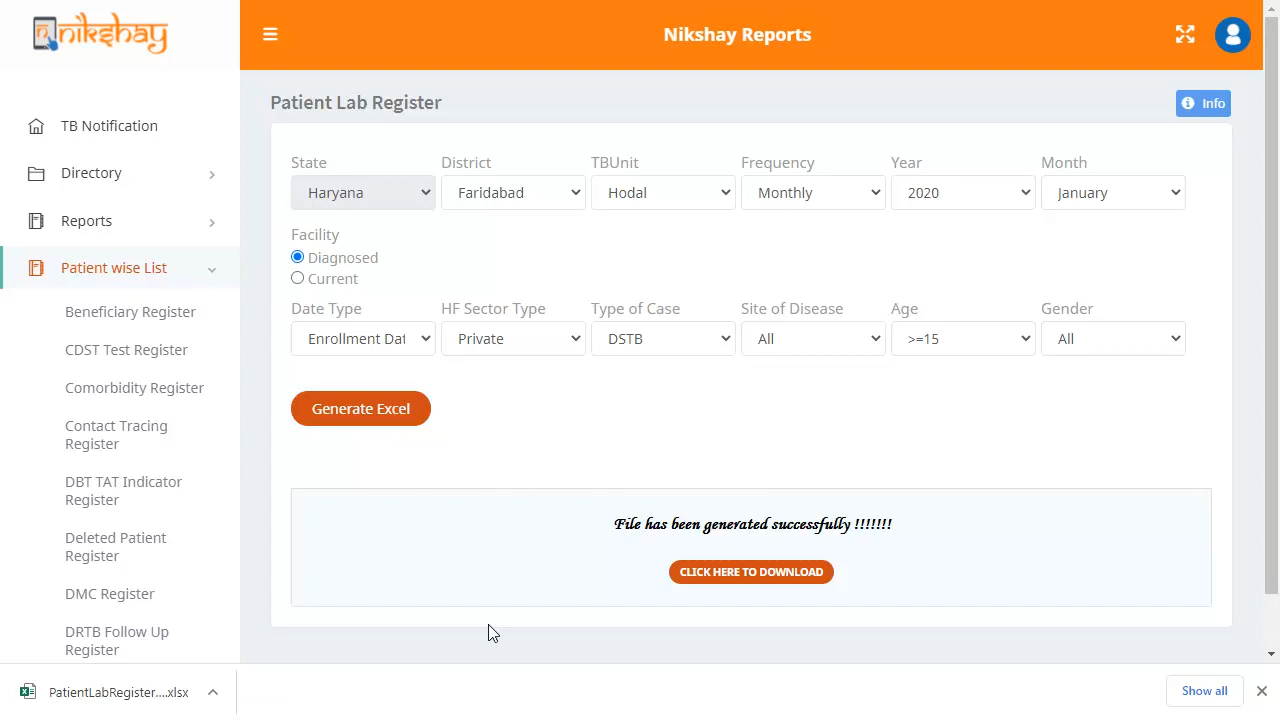 nikshay
Nikshay Reports
TB Notification
Directory
Reports
Patient wise List
Beneficiary Register
CDST Test Register
Comorbidity Register
Contact Tracing
Register
DBT TAT Indicator
Register
Deleted Patient
Register
DMC Register
DRTB Follow Up
Register
Patient Lab Register
Info
State District TBUnit Frequency Year Month
Haryana Faridabad Hodal Monthly 2020 January
Facility
Diagnosed
Current
Date Type HF Sector Type Type of Case Site of Disease Age Gender
Enrollment Dat Private DSTB All >=15 All
Generate Excel
File has been generated successfully !!!!!!!
CLICK HERE TO DOWNLOAD
PatientLabRegister....xlsx
Show all